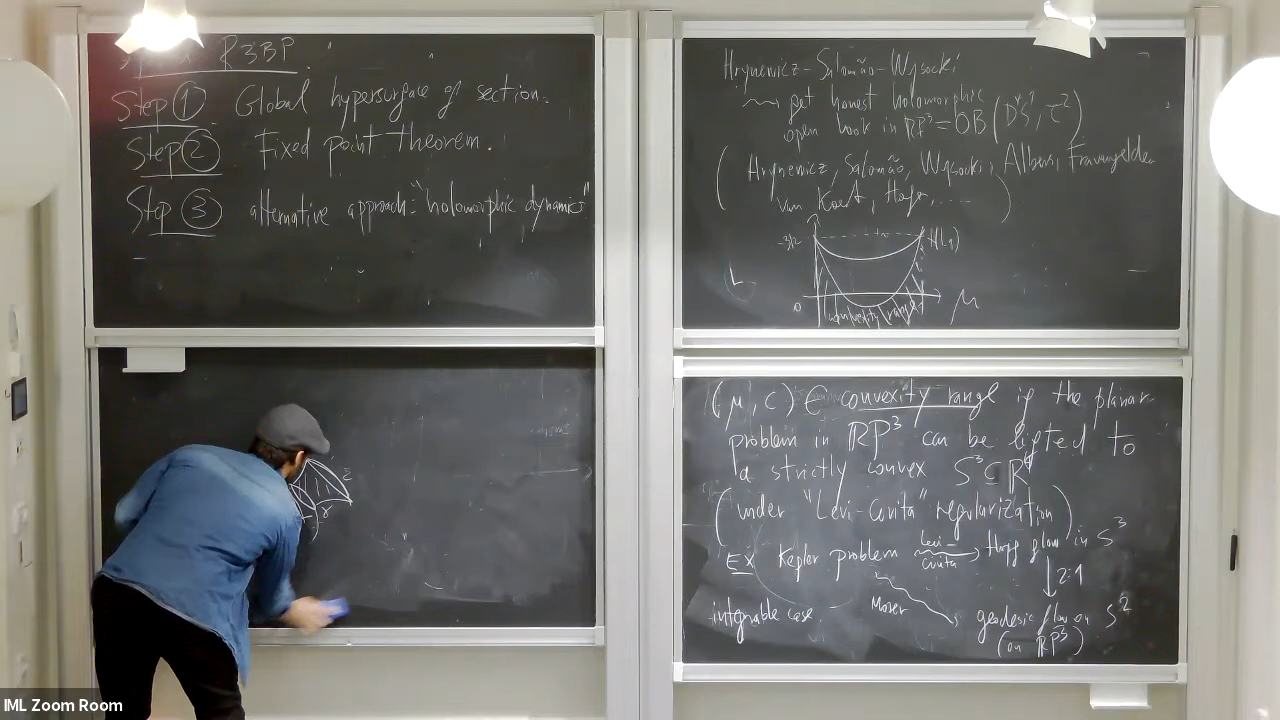 R3BP.
Step ① Global hypersurface of section.
Step ② Fixed point theorem.
Step ③ alternative approach: "holomorphic dynamics"
Hryniewicz-Salomão-Wysocki
⇝ get honest holomorphic
open book in RP³ = OB(D*S¹, τ²)
(Hryniewicz, Salomão, Wysocki, Albers, Frauenfelder
van Koert, Hofer, ....)
-3/2 H(L₁)
0 convexity range μ
(μ, c) ∈ convexity range if the planar
problem in RP³ can be lifted to
a strictly convex S³ ⊂ R⁴
(under "Levi-Civita" regularization)
EX Kepler problem Levi-Civita → Hopf flow in S³
↓ 2:1
integrable case. Moser geodesic flow on S²
(on RP³)
IML Zoom Room